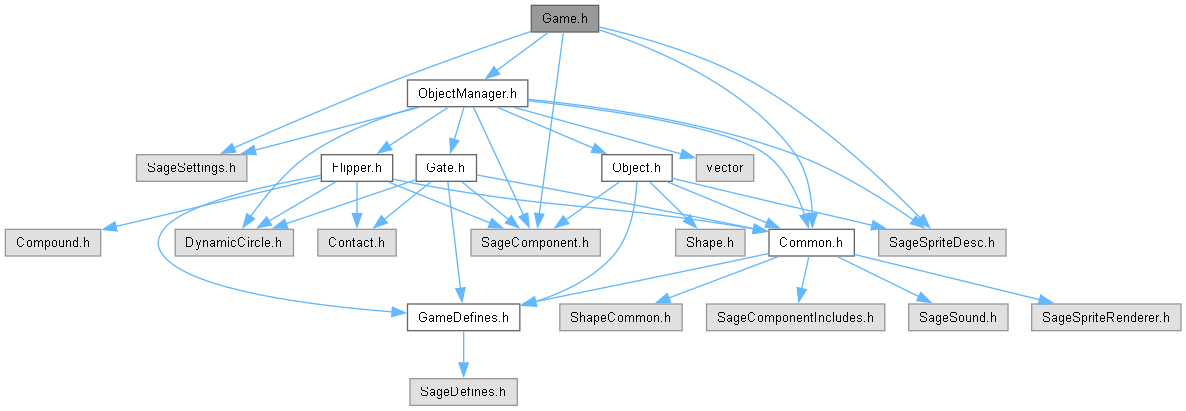 Game.h
ObjectManager.h
SageSettings.h
Flipper.h
Gate.h
Object.h
vector
Compound.h
DynamicCircle.h
Contact.h
SageComponent.h
Shape.h
Common.h
SageSpriteDesc.h
GameDefines.h
ShapeCommon.h
SageComponentIncludes.h
SageSound.h
SageSpriteRenderer.h
SageDefines.h